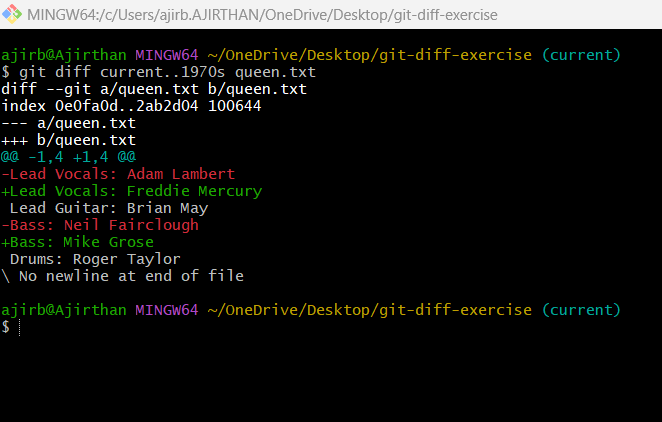 MINGW64:/c/Users/ajirb.AJIRTHAN/OneDrive/Desktop/git-diff-exercise
ajirb@Ajirthan MINGW64 ~/OneDrive/Desktop/git-diff-exercise (current)
$ git diff current..1970s queen.txt
diff --git a/queen.txt b/queen.txt
index 0e0fa0d..2ab2d04 100644
--- a/queen.txt
+++ b/queen.txt
@@ -1,4 +1,4 @@
-Lead Vocals: Adam Lambert
+Lead Vocals: Freddie Mercury
 Lead Guitar: Brian May
-Bass: Neil Fairclough
+Bass: Mike Grose
 Drums: Roger Taylor
\ No newline at end of file
ajirb@Ajirthan MINGW64 ~/OneDrive/Desktop/git-diff-exercise (current)
$